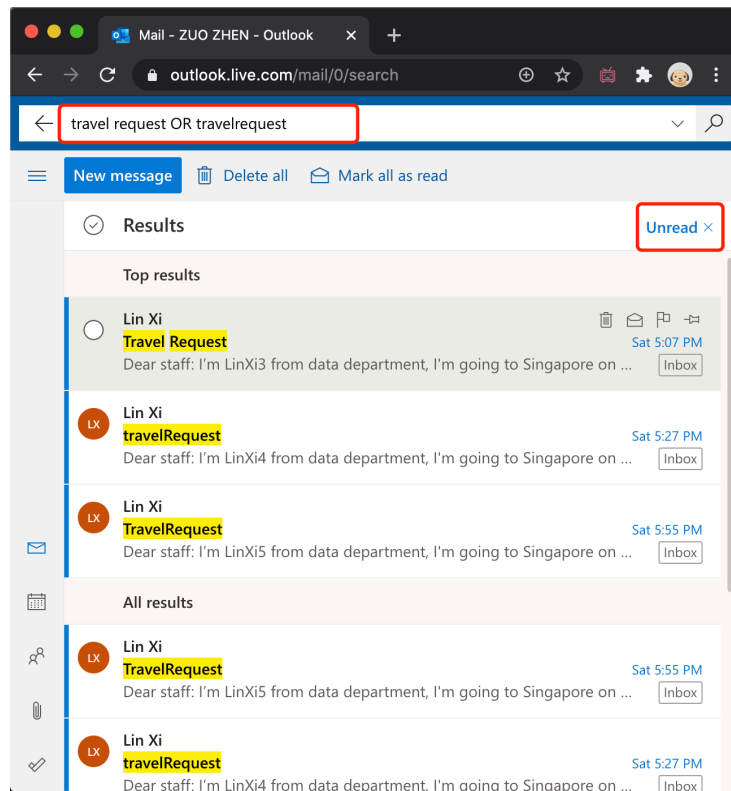 Mail - ZUO ZHEN - Outlook
outlook.live.com/mail/0/search
travel request OR travelrequest
New message Delete all Mark all as read
Results Unread
Top results
Lin Xi
Travel Request Sat 5:07 PM
Dear staff: I'm LinXi3 from data department, I'm going to Singapore on ... Inbox
LX Lin Xi
travelRequest Sat 5:27 PM
Dear staff: I'm LinXi4 from data department, I'm going to Singapore on ... Inbox
LX Lin Xi
TravelRequest Sat 5:55 PM
Dear staff: I'm LinXi5 from data department, I'm going to Singapore on ... Inbox
All results
LX Lin Xi
TravelRequest Sat 5:55 PM
Dear staff: I'm LinXi5 from data department, I'm going to Singapore on ... Inbox
LX Lin Xi
travelRequest Sat 5:27 PM
Dear staff: I'm LinXi4 from data department, I'm going to Singapore on ... Inbox